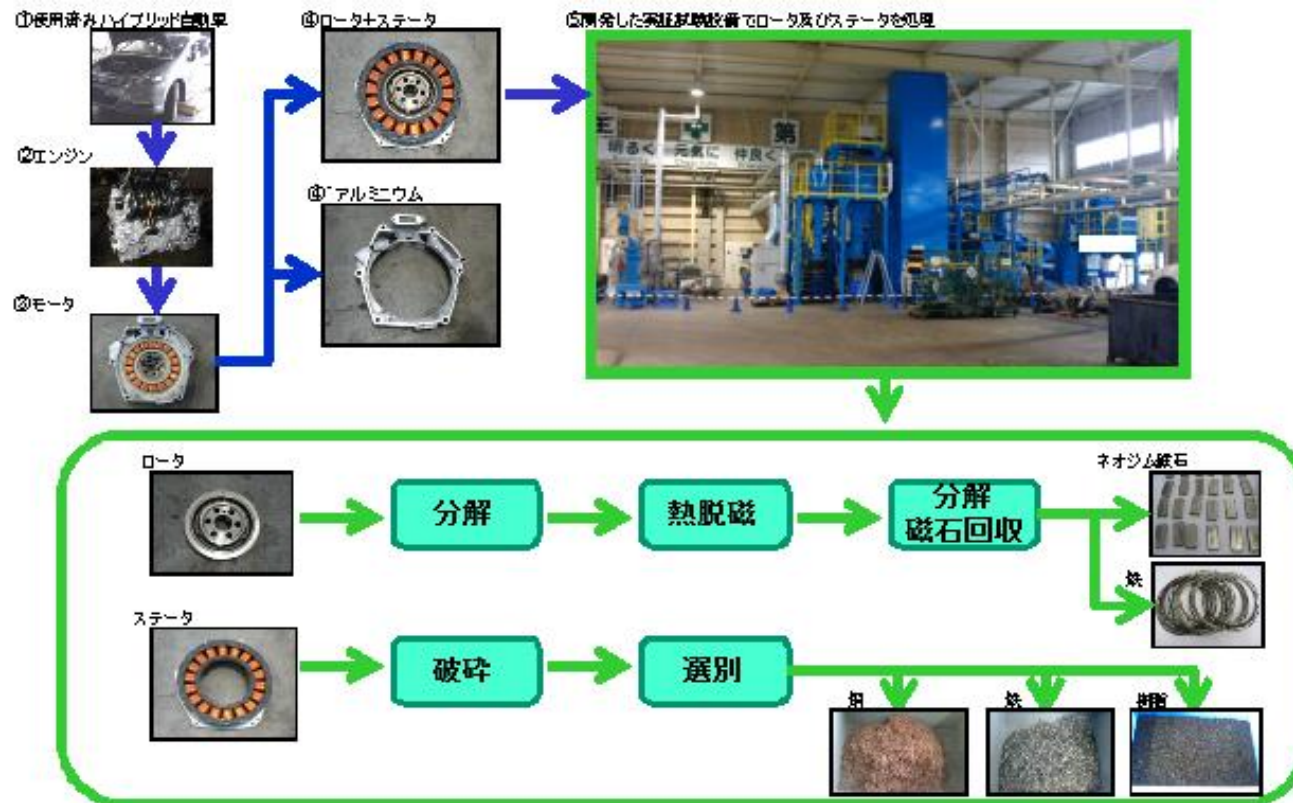 ①使用済みハイブリッド自動車
④ロータ+ステータ
⑤開発した実証試験設備でロータ及びステータを処理
②エンジン
④'アルミニウム
③モータ
第
明るく 元気に 仲良く
ロータ
分解
熱脱磁
分解
磁石回収
ネオジム磁石
鉄
ステータ
破砕
選別
銅
鉄
樹脂